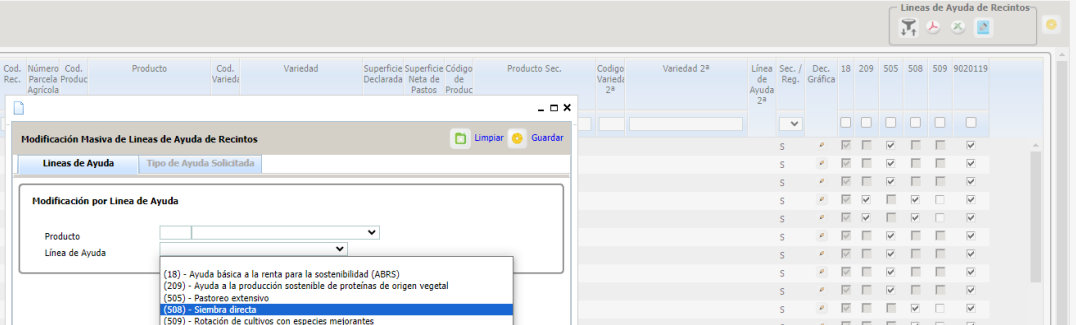 Lineas de Ayuda de Recintos
Cod. Número Cod. Producto Cod. Variedad Superficie Superficie Código Producto Sec. Codigo Variedad 2ª Línea Sec. / Dec. 18 209 505 508 509 9020119
Rec. Parcela Produc Varieda Declarada Neta de de Varieda de Reg. Gráfica
Agrícola Pastos Produc 2ª Ayuda
2ª
Modificación Masiva de Lineas de Ayuda de Recintos Limpiar Guardar
Lineas de Ayuda Tipo de Ayuda Solicitada
Modificación por Linea de Ayuda
Producto
Línea de Ayuda
(18) - Ayuda básica a la renta para la sostenibilidad (ABRS)
(209) - Ayuda a la producción sostenible de proteínas de origen vegetal
(505) - Pastoreo extensivo
(508) - Siembra directa
(509) - Rotación de cultivos con especies mejorantes
S
S
S
S
S
S
S
S
S
S
S